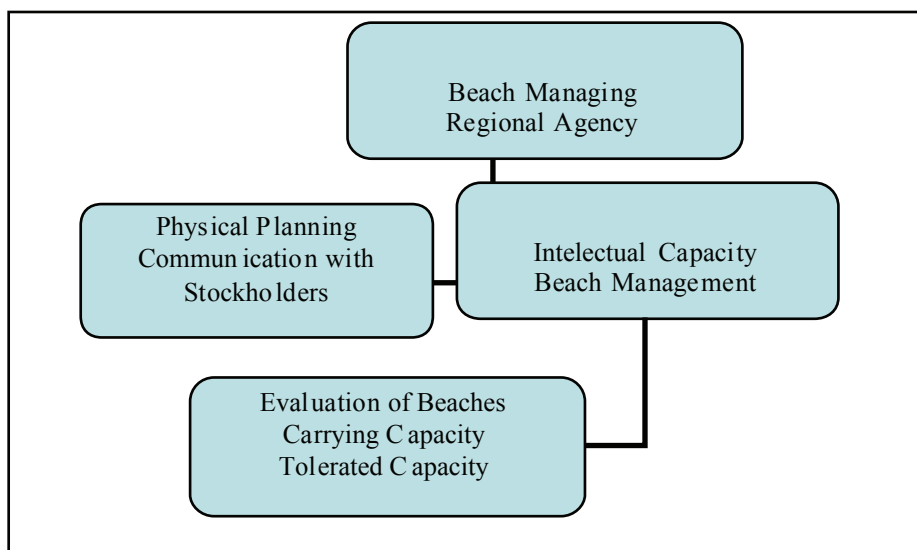 Beach Managing
Regional Agency
Physical Planning
Communication with
Stockholders
Intelectual Capacity
Beach Management
Evaluation of Beaches
Carrying Capacity
Tolerated Capacity